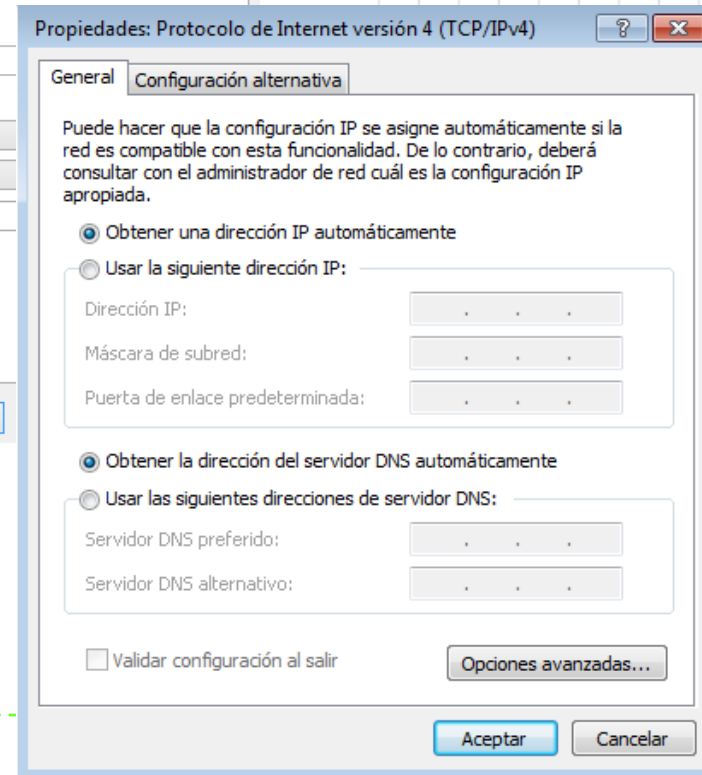 Propiedades: Protocolo de Internet versión 4 (TCP/IPv4)
General
Configuración alternativa
Puede hacer que la configuración IP se asigne automáticamente si la
red es compatible con esta funcionalidad. De lo contrario, deberá
consultar con el administrador de red cuál es la configuración IP
apropiada.
Obtener una dirección IP automáticamente
Usar la siguiente dirección IP:
Dirección IP:
Máscara de subred:
Puerta de enlace predeterminada:
Obtener la dirección del servidor DNS automáticamente
Usar las siguientes direcciones de servidor DNS:
Servidor DNS preferido:
Servidor DNS alternativo:
Validar configuración al salir
Opciones avanzadas...
Aceptar
Cancelar